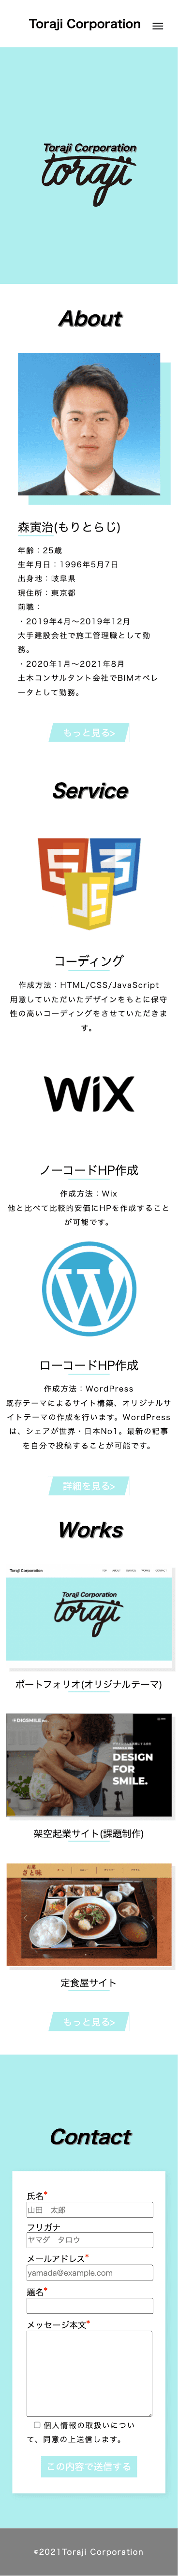 Toraji Corporation
Toraji Corporation
toraji
About
森寅治(もりとらじ)
年齢：25歳
生年月日：1996年5月7日
出身地：岐阜県
現住所：東京都
前職：
・2019年4月〜2019年12月
大手建設会社で施工管理職として勤
務。
・2020年1月〜2021年8月
土木コンサルタント会社でBIMオペレ
ータとして勤務。
もっと見る>
Service
5
3
JS
コーディング
作成方法：HTML/CSS/JavaScript
用意していただいたデザインをもとに保守
性の高いコーディングをさせていただきま
す。
WiX
ノーコードHP作成
作成方法：Wix
他と比べて比較的安価にHPを作成すること
が可能です。
ローコードHP作成
作成方法：WordPress
既存テーマによるサイト構築、オリジナルサ
イトテーマの作成を行います。WordPress
は、シェアが世界・日本No1。最新の記事
を自分で投稿することが可能です。
詳細を見る>
Works
Toraji Corporation
Toraji Corporation
toraji
ポートフォリオ(オリジナルテーマ)
DIGSMILE INC.
DESIGN
FOR
SMILE.
架空起業サイト(課題制作)
お食事
さと味
定食屋サイト
もっと見る>
Contact
氏名*
山田　太郎
フリガナ
ヤマダ　タロウ
メールアドレス*
yamada@example.com
題名*
メッセージ本文*
個人情報の取扱いについ
て、同意の上送信します。
この内容で送信する
©2021Toraji Corporation